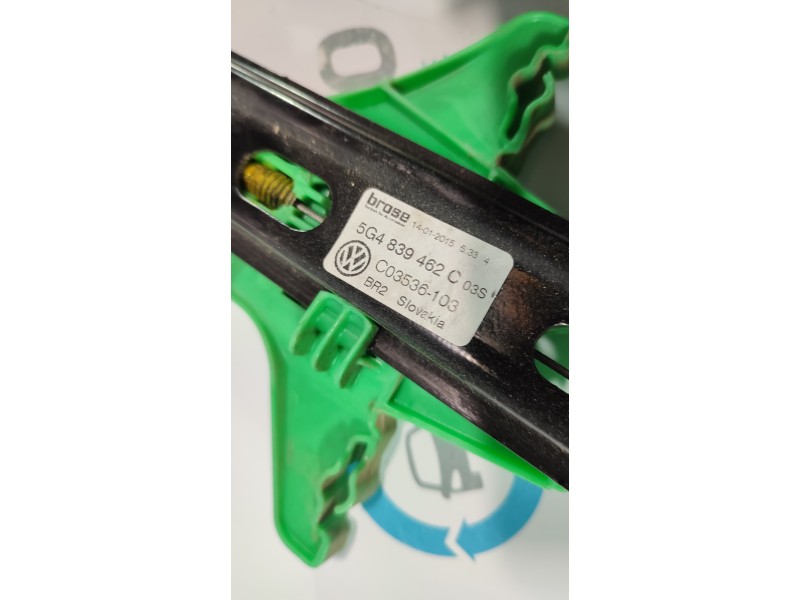 brose 14-01-2015 5 33 4
5G4 839 462 C 03S
C03536-103
BR2 Slovakia